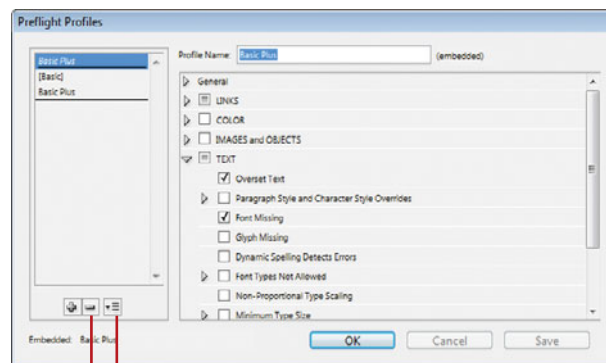 Preflight Profiles
Basic Plus
[Basic]
Basic Plus
Profile Name: Basic Plus (embedded)
General
LINKS
COLOR
IMAGES and OBJECTS
TEXT
Overset Text
Paragraph Style and Character Style Overrides
Font Missing
Glyph Missing
Dynamic Spelling Detects Errors
Font Types Not Allowed
Non-Proportional Type Scaling
Minimum Type Size
Embedded: Basic Plus
OK Cancel Save